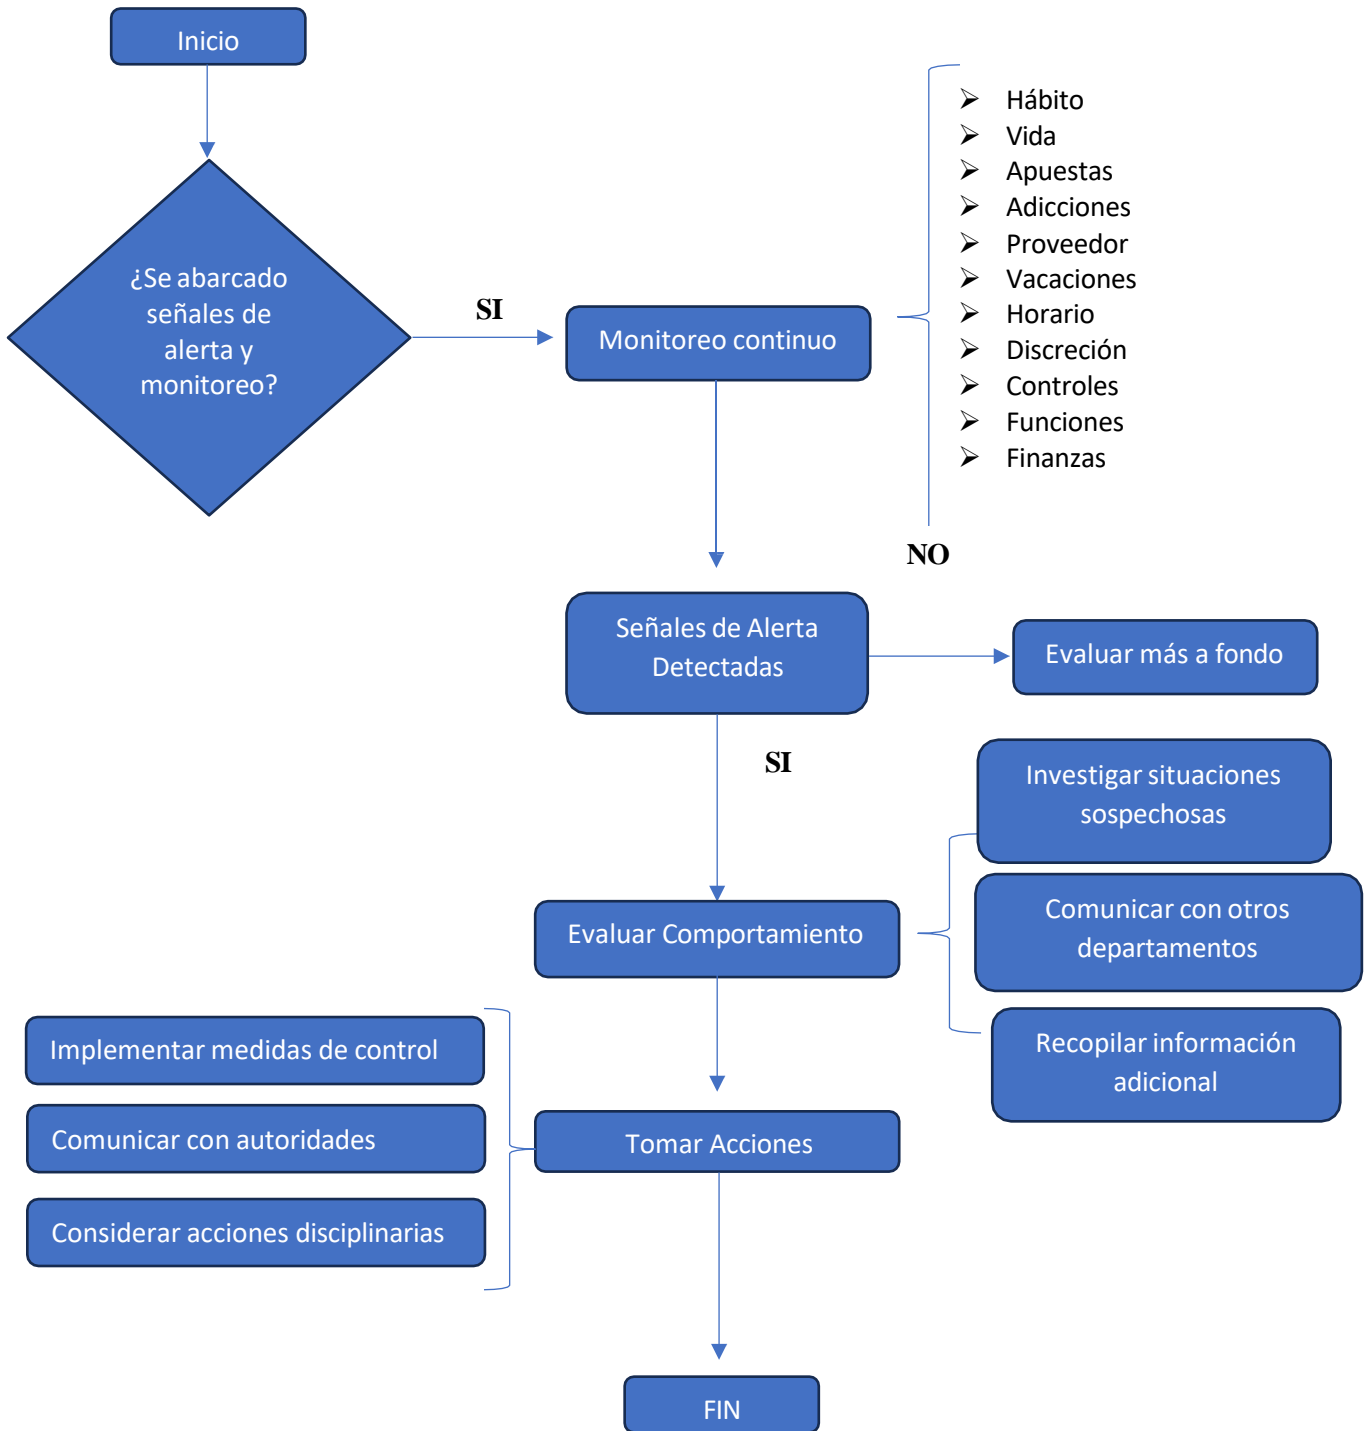 Inicio
¿Se abarcado
señales de
alerta y
monitoreo?
SI
Monitoreo continuo
Hábito
Vida
Apuestas
Adicciones
Proveedor
Vacaciones
Horario
Discreción
Controles
Funciones
Finanzas
NO
Señales de Alerta
Detectadas
Evaluar más a fondo
SI
Investigar situaciones
sospechosas
Comunicar con otros
departamentos
Recopilar información
adicional
Evaluar Comportamiento
Implementar medidas de control
Comunicar con autoridades
Considerar acciones disciplinarias
Tomar Acciones
FIN